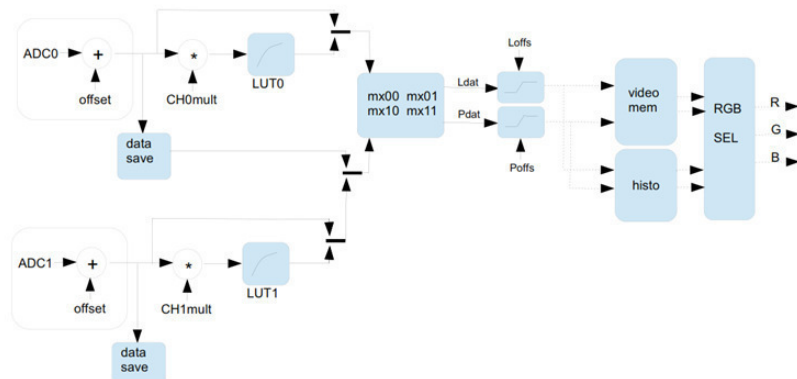 ADC0
+
offset
*
CH0mult
LUT0
data
save
mx00 mx01
mx10 mx11
Ldat
Pdat
Loffs
Poffs
video
mem
histo
RGB
SEL
R
G
B
ADC1
+
offset
*
CH1mult
LUT1
data
save